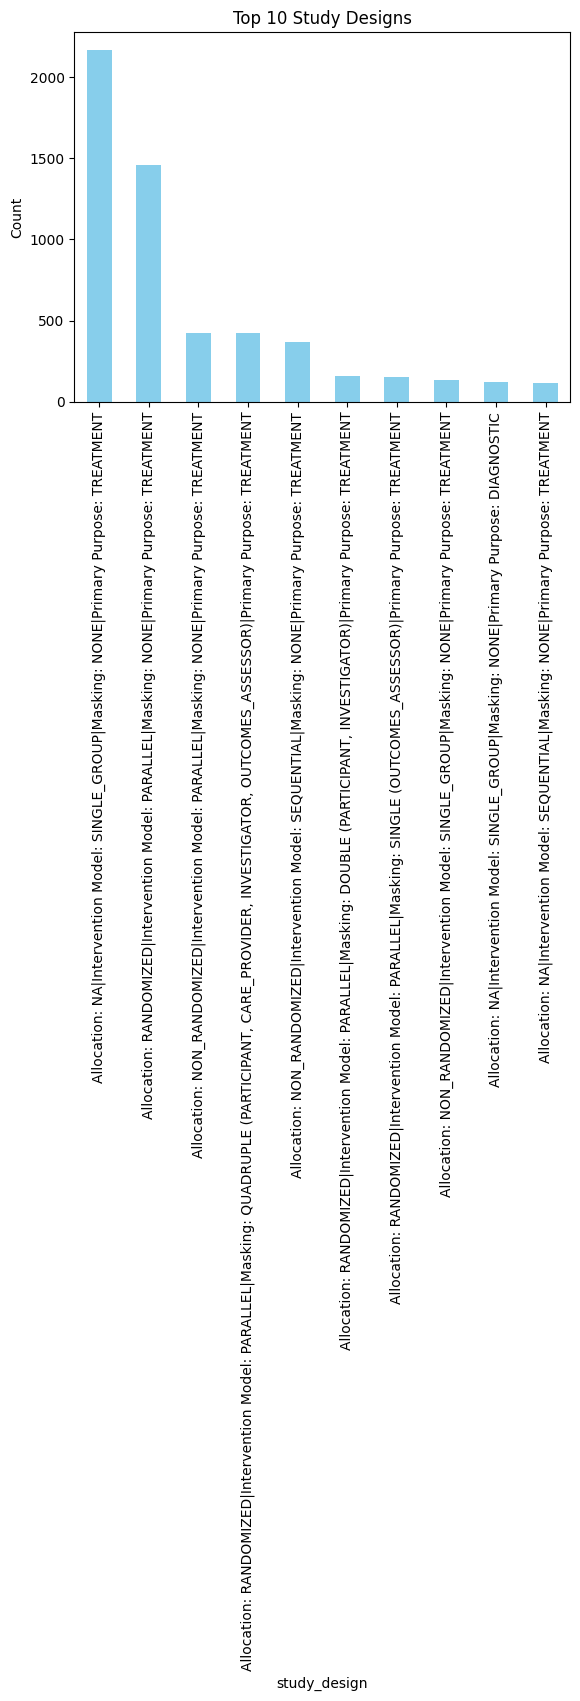 Top 10 Study Designs
Count
2000
1500
1000
500
0
Allocation: NA|Intervention Model: SINGLE_GROUP|Masking: NONE|Primary Purpose: TREATMENT
Allocation: RANDOMIZED|Intervention Model: PARALLEL|Masking: NONE|Primary Purpose: TREATMENT
Allocation: NON_RANDOMIZED|Intervention Model: PARALLEL|Masking: NONE|Primary Purpose: TREATMENT
Allocation: RANDOMIZED|Intervention Model: PARALLEL|Masking: QUADRUPLE (PARTICIPANT, CARE_PROVIDER, INVESTIGATOR, OUTCOMES_ASSESSOR)|Primary Purpose: TREATMENT
Allocation: NON_RANDOMIZED|Intervention Model: SEQUENTIAL|Masking: NONE|Primary Purpose: TREATMENT
Allocation: RANDOMIZED|Intervention Model: PARALLEL|Masking: DOUBLE (PARTICIPANT, INVESTIGATOR)|Primary Purpose: TREATMENT
Allocation: RANDOMIZED|Intervention Model: PARALLEL|Masking: SINGLE (OUTCOMES_ASSESSOR)|Primary Purpose: TREATMENT
Allocation: NON_RANDOMIZED|Intervention Model: SINGLE_GROUP|Masking: NONE|Primary Purpose: TREATMENT
Allocation: NA|Intervention Model: SINGLE_GROUP|Masking: NONE|Primary Purpose: DIAGNOSTIC
Allocation: NA|Intervention Model: SEQUENTIAL|Masking: NONE|Primary Purpose: TREATMENT
study_design